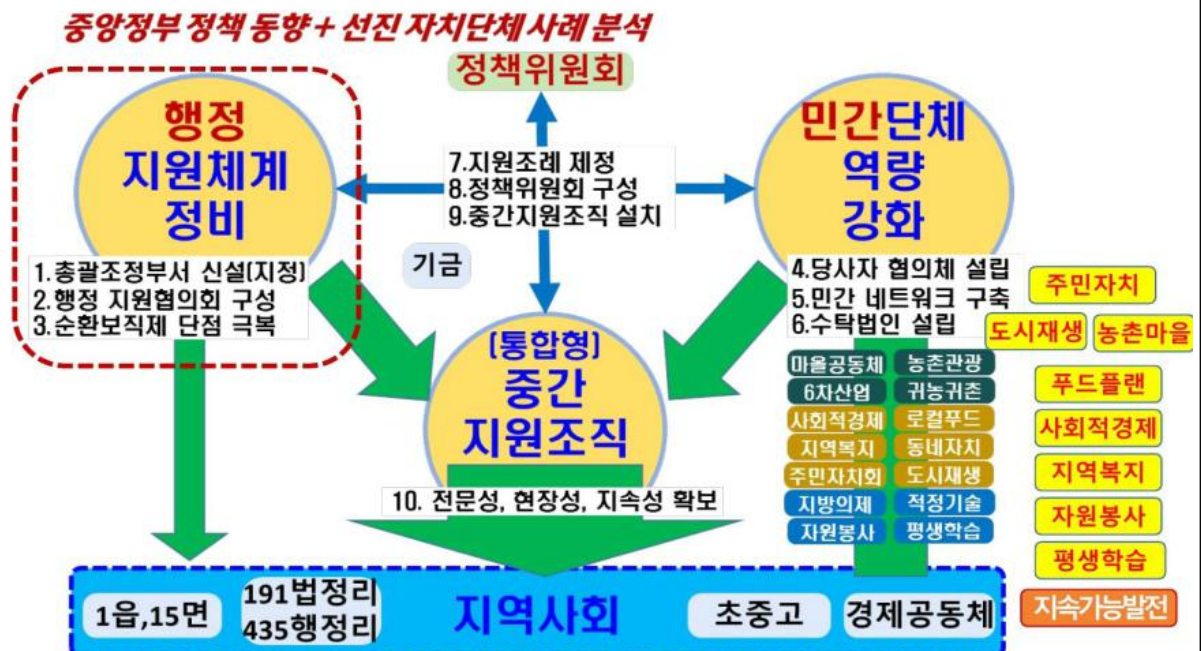 중앙정부 정책 동향 + 선진 자치단체 사례 분석
정책위원회
행정
지원체계
정비
1.총괄조정부서 신설(지정)
2.행정 지원협의회 구성
3.순환보직제 단점 극복
7.지원조례 제정
8.정책위원회 구성
9.중간지원조직 설치
기금
민간단체
역량
강화
4.당사자 협의체 설립
5.민간 네트워크 구축
6.수탁법인 설립
(통합형)
중간
지원조직
10. 전문성, 현장성, 지속성 확보
마을공동체 농촌관광
6차산업 귀농귀촌
사회적경제 로컬푸드
지역복지 동네자치
주민자치회 도시재생
지방의제 적정기술
자원봉사 평생학습
주민자치
도시재생 농촌마을
푸드플랜
사회적경제
지역복지
자원봉사
평생학습
지속가능발전
1읍,15면
191법정리
435행정리
지역사회
초중고
경제공동체